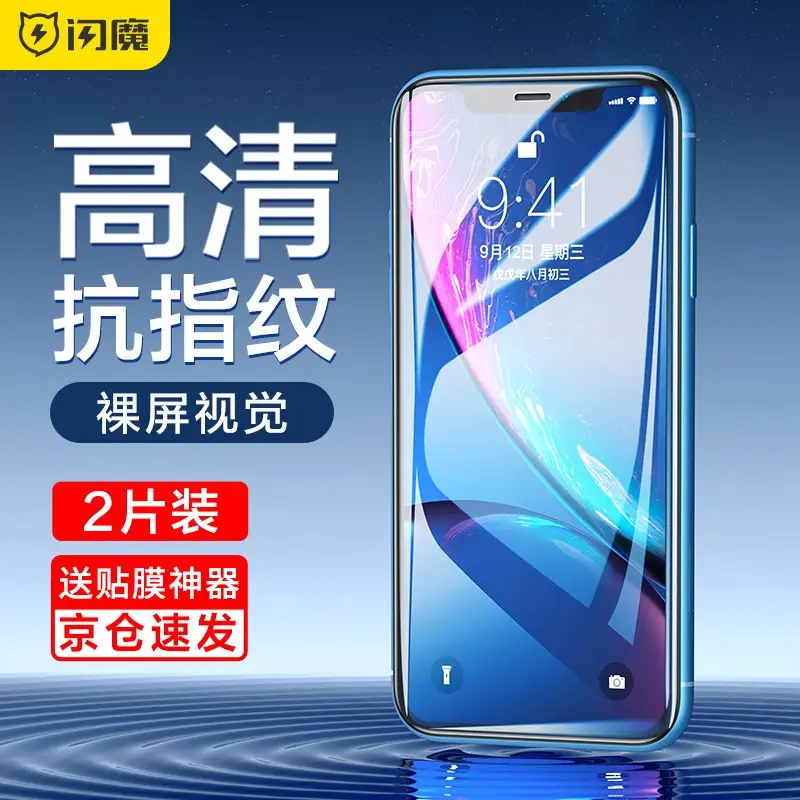 闪魔
高清
抗指纹
裸屏视觉
2片装
送贴膜神器
京仓速发
9:41
9月12日 星期三
戊戌年八月初三